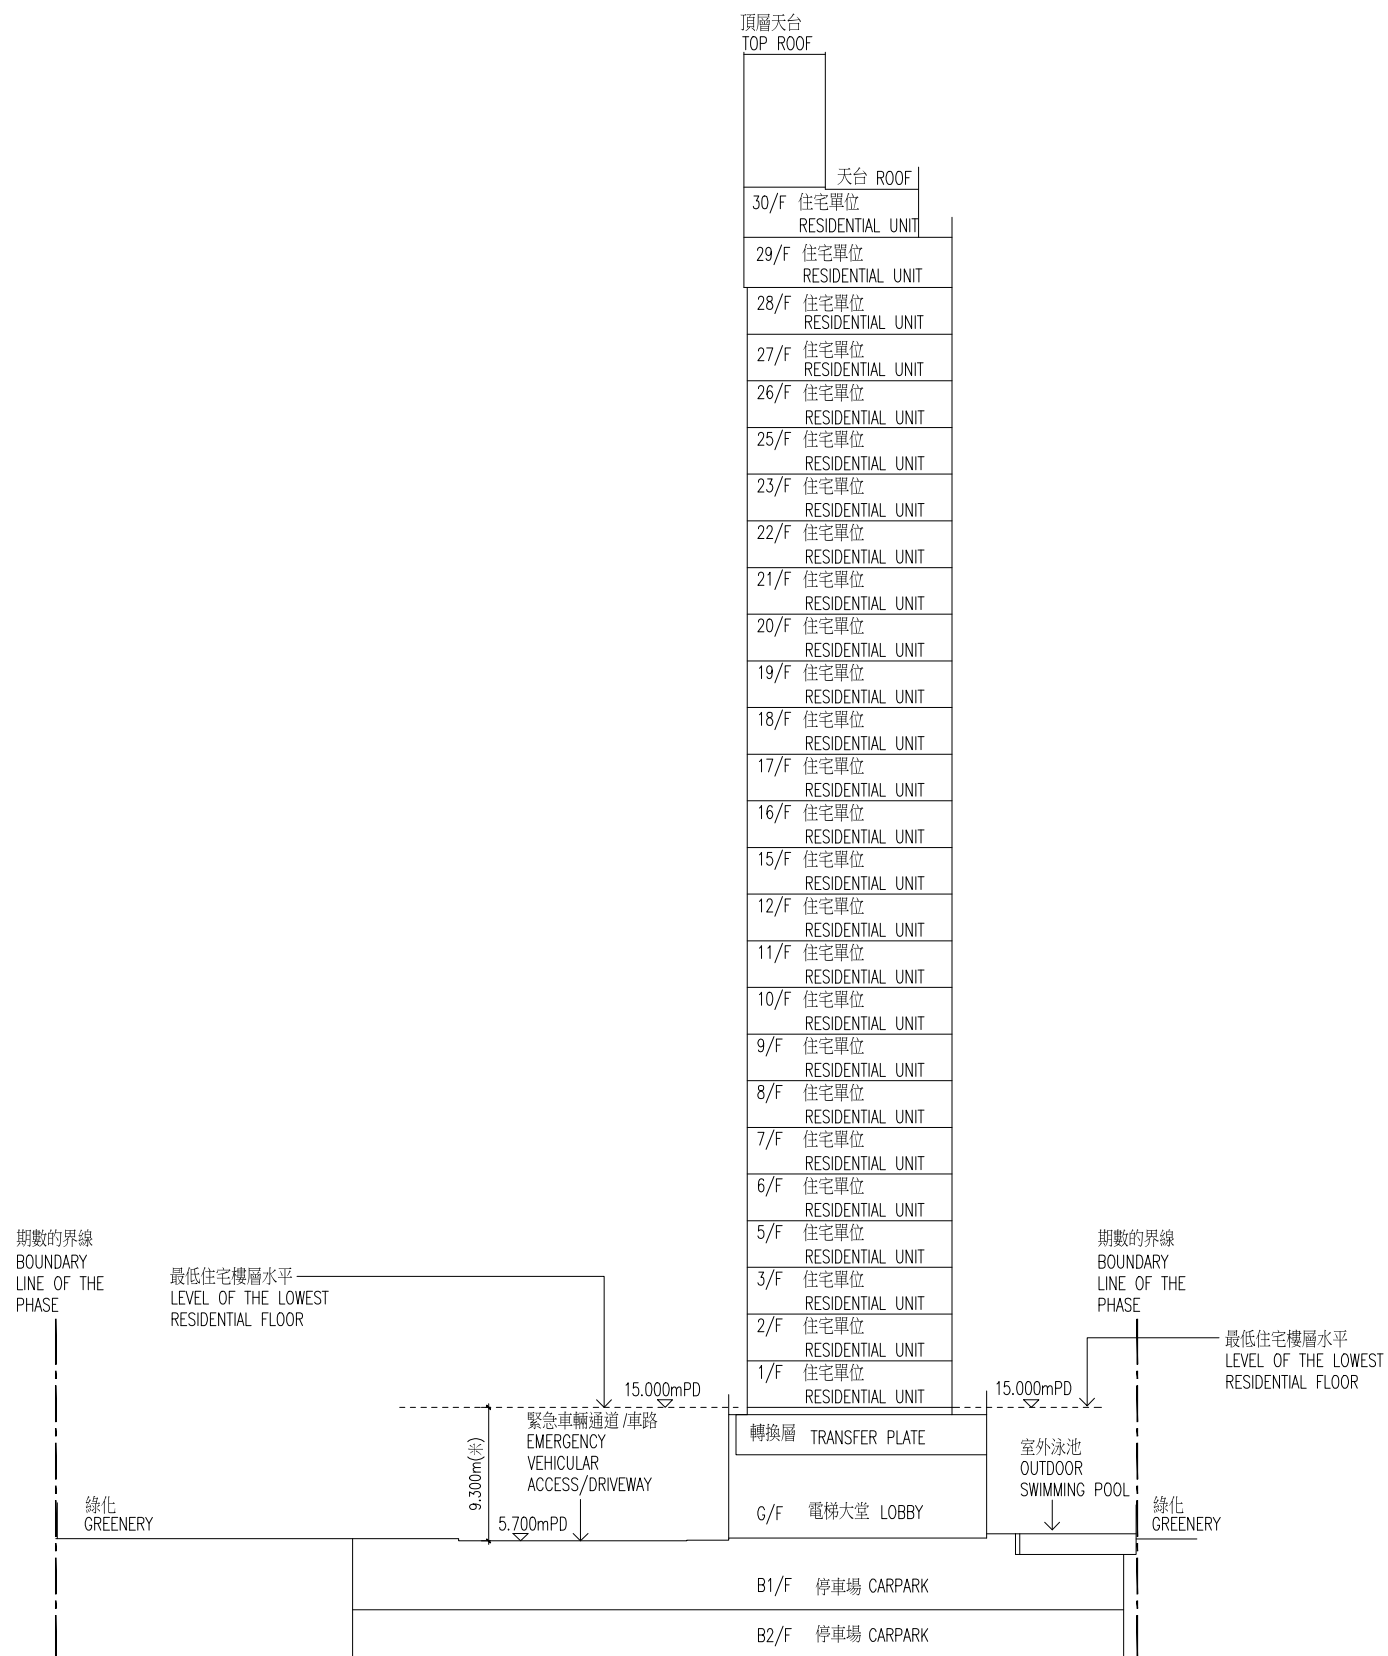 頂層天台
TOP ROOF
天台 ROOF
30/F 住宅單位
RESIDENTIAL UNIT
29/F 住宅單位
RESIDENTIAL UNIT
28/F 住宅單位
RESIDENTIAL UNIT
27/F 住宅單位
RESIDENTIAL UNIT
26/F 住宅單位
RESIDENTIAL UNIT
25/F 住宅單位
RESIDENTIAL UNIT
23/F 住宅單位
RESIDENTIAL UNIT
22/F 住宅單位
RESIDENTIAL UNIT
21/F 住宅單位
RESIDENTIAL UNIT
20/F 住宅單位
RESIDENTIAL UNIT
19/F 住宅單位
RESIDENTIAL UNIT
18/F 住宅單位
RESIDENTIAL UNIT
17/F 住宅單位
RESIDENTIAL UNIT
16/F 住宅單位
RESIDENTIAL UNIT
15/F 住宅單位
RESIDENTIAL UNIT
12/F 住宅單位
RESIDENTIAL UNIT
11/F 住宅單位
RESIDENTIAL UNIT
10/F 住宅單位
RESIDENTIAL UNIT
9/F 住宅單位
RESIDENTIAL UNIT
8/F 住宅單位
RESIDENTIAL UNIT
7/F 住宅單位
RESIDENTIAL UNIT
6/F 住宅單位
RESIDENTIAL UNIT
5/F 住宅單位
RESIDENTIAL UNIT
3/F 住宅單位
RESIDENTIAL UNIT
2/F 住宅單位
RESIDENTIAL UNIT
1/F 住宅單位
RESIDENTIAL UNIT
期數的界線
BOUNDARY
LINE OF THE
PHASE
最低住宅樓層水平
LEVEL OF THE LOWEST
RESIDENTIAL FLOOR
期數的界線
BOUNDARY
LINE OF THE
PHASE
最低住宅樓層水平
LEVEL OF THE LOWEST
RESIDENTIAL FLOOR
15.000mPD
15.000mPD
緊急車輛通道/車路
EMERGENCY
VEHICULAR
ACCESS/DRIVEWAY
9.300m(米)
5.700mPD
轉換層 TRANSFER PLATE
室外泳池
OUTDOOR
SWIMMING POOL
綠化
GREENERY
G/F 電梯大堂 LOBBY
綠化
GREENERY
B1/F 停車場 CARPARK
B2/F 停車場 CARPARK